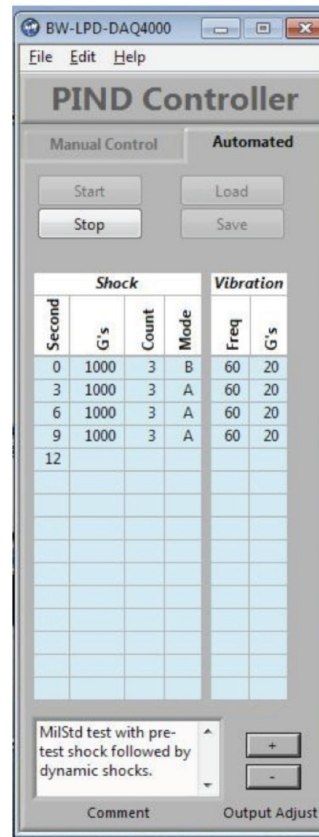 BW-LPD-DAQ4000
File Edit Help
PIND Controller
Manual Control Automated
Start Load
Stop Save
Shock Vibration
Second G's Count Mode Freq G's
0 1000 3 B 60 20
3 1000 3 A 60 20
6 1000 3 A 60 20
9 1000 3 A 60 20
12
MilStd test with pre-
test shock followed by
dynamic shocks.
+
-
Comment Output Adjust